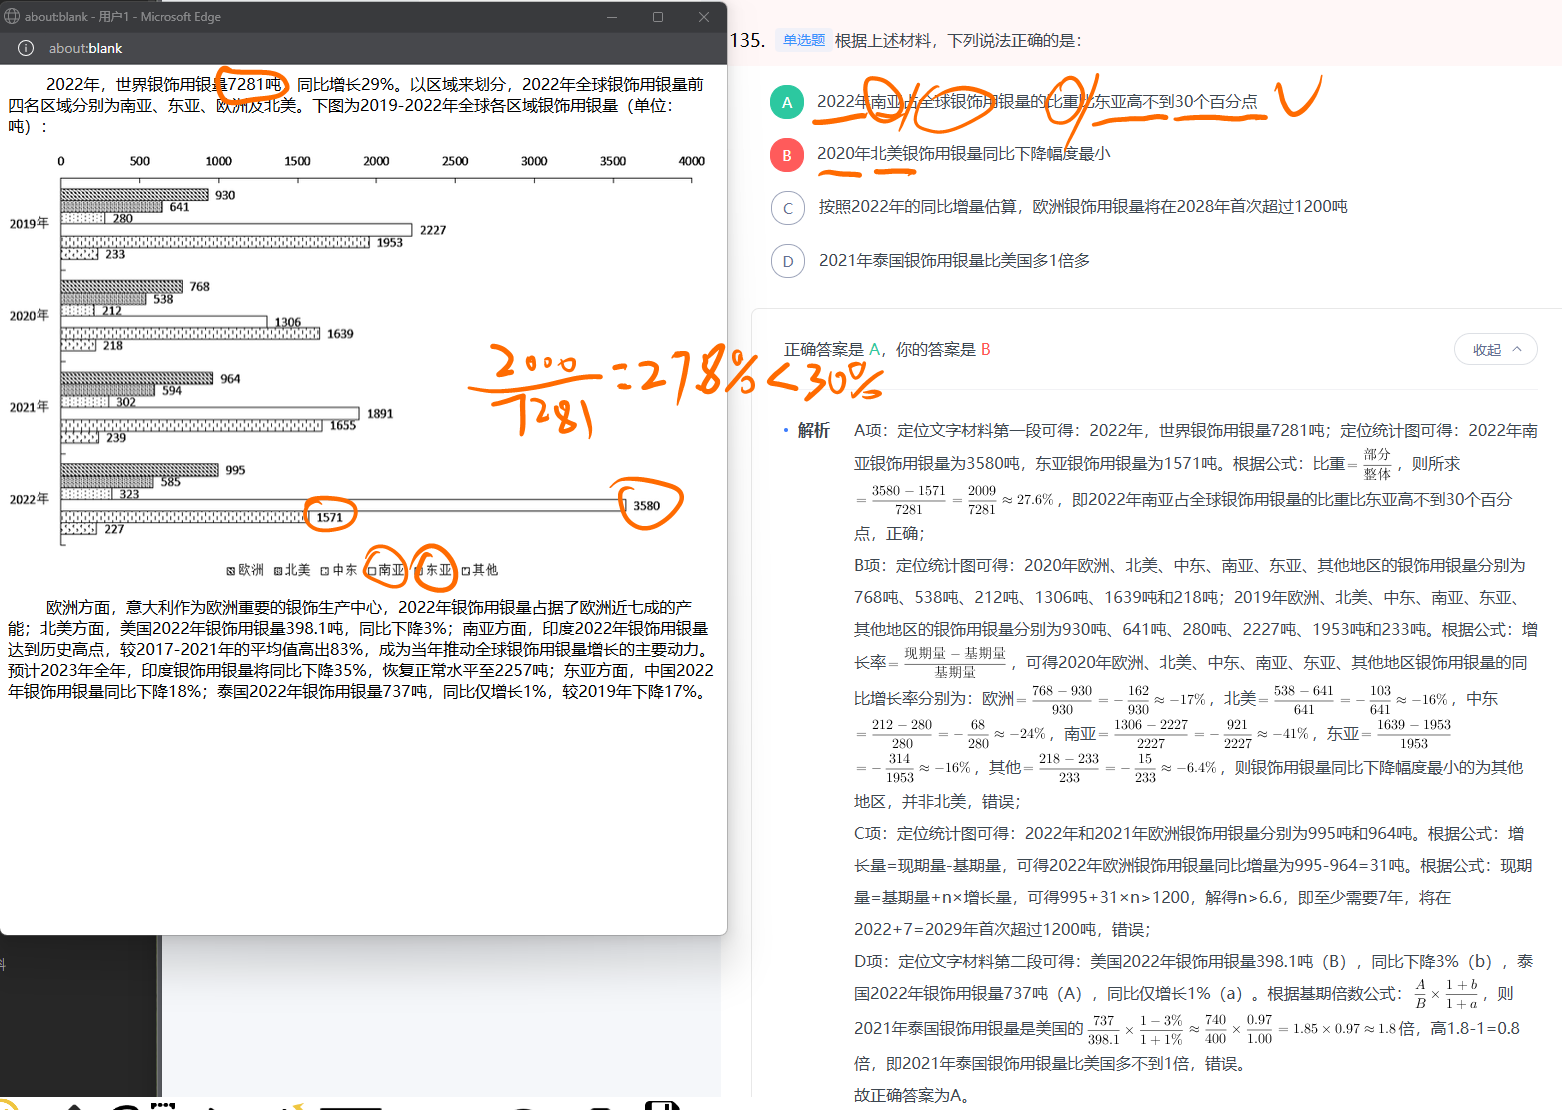 about:blank - 用户1 - Microsoft Edge
about:blank
2022年，世界银饰用银量7281吨，同比增长29%。以区域来划分，2022年全球银饰用银量前
四名区域分别为南亚、东亚、欧洲及北美。下图为2019-2022年全球各区域银饰用银量（单位：
吨）：
0 500 1000 1500 2000 2500 3000 3500 4000
2019年
930
641
280
2227
1953
233
2020年
768
538
212
1306
1639
218
2021年
964
594
302
1891
1655
239
2022年
995
585
323
3580
1571
227
欧洲 北美 中东 南亚 东亚 其他
2000/7281=27.8%<30%
欧洲方面，意大利作为欧洲重要的银饰生产中心，2022年银饰用银量占据了欧洲近七成的产
能；北美方面，美国2022年银饰用银量398.1吨，同比下降3%；南亚方面，印度2022年银饰用银量
达到历史高点，较2017-2021年的平均值高出83%，成为当年推动全球银饰用银量增长的主要动力。
预计2023年全年，印度银饰用银量将同比下降35%，恢复正常水平至2257吨；东亚方面，中国2022
年银饰用银量同比下降18%；泰国2022年银饰用银量737吨，同比仅增长1%，较2019年下降17%。
135. 单选题 根据上述材料，下列说法正确的是：
A 2022年南亚占全球银饰用银量的比重比东亚高不到30个百分点
B 2020年北美银饰用银量同比下降幅度最小
C 按照2022年的同比增量估算，欧洲银饰用银量将在2028年首次超过1200吨
D 2021年泰国银饰用银量比美国多1倍多
正确答案是 A，你的答案是 B
收起
解析
A项：定位文字材料第一段可得：2022年，世界银饰用银量7281吨；定位统计图可得：2022年南
亚银饰用银量为3580吨，东亚银饰用银量为1571吨。根据公式：比重=部分/整体，则所求
=(3580-1571)/7281=2009/7281≈27.6%，即2022年南亚占全球银饰用银量的比重比东亚高不到30个百分
点，正确；
B项：定位统计图可得：2020年欧洲、北美、中东、南亚、东亚、其他地区的银饰用银量分别为
768吨、538吨、212吨、1306吨、1639吨和218吨；2019年欧洲、北美、中东、南亚、东亚、
其他地区的银饰用银量分别为930吨、641吨、280吨、2227吨、1953吨和233吨。根据公式：增
长率=(现期量-基期量)/基期量，可得2020年欧洲、北美、中东、南亚、东亚、其他地区银饰用银量的同
比增长率分别为：欧洲=(768-930)/930=-162/930≈-17%，北美=(538-641)/641=-103/641≈-16%，中东
=(212-280)/280=-68/280≈-24%，南亚=(1306-2227)/2227=-921/2227≈-41%，东亚=(1639-1953)/1953
=-314/1953≈-16%，其他=(218-233)/233=-15/233≈-6.4%，则银饰用银量同比下降幅度最小的为其他
地区，并非北美，错误；
C项：定位统计图可得：2022年和2021年欧洲银饰用银量分别为995吨和964吨。根据公式：增
长量=现期量-基期量，可得2022年欧洲银饰用银量同比增量为995-964=31吨。根据公式：现期
量=基期量+n×增长量，可得995+31×n>1200，解得n>6.6，即至少需要7年，将在
2022+7=2029年首次超过1200吨，错误；
D项：定位文字材料第二段可得：美国2022年银饰用银量398.1吨（B），同比下降3%（b），泰
国2022年银饰用银量737吨（A），同比仅增长1%（a）。根据基期倍数公式：A/B×(1+b)/(1+a)，则
2021年泰国银饰用银量是美国的737/398.1×(1-3%)/(1+1%)≈740/400×0.97/1.00=1.85×0.97≈1.8倍，高1.8-1=0.8
倍，即2021年泰国银饰用银量比美国多不到1倍，错误。
故正确答案为A。